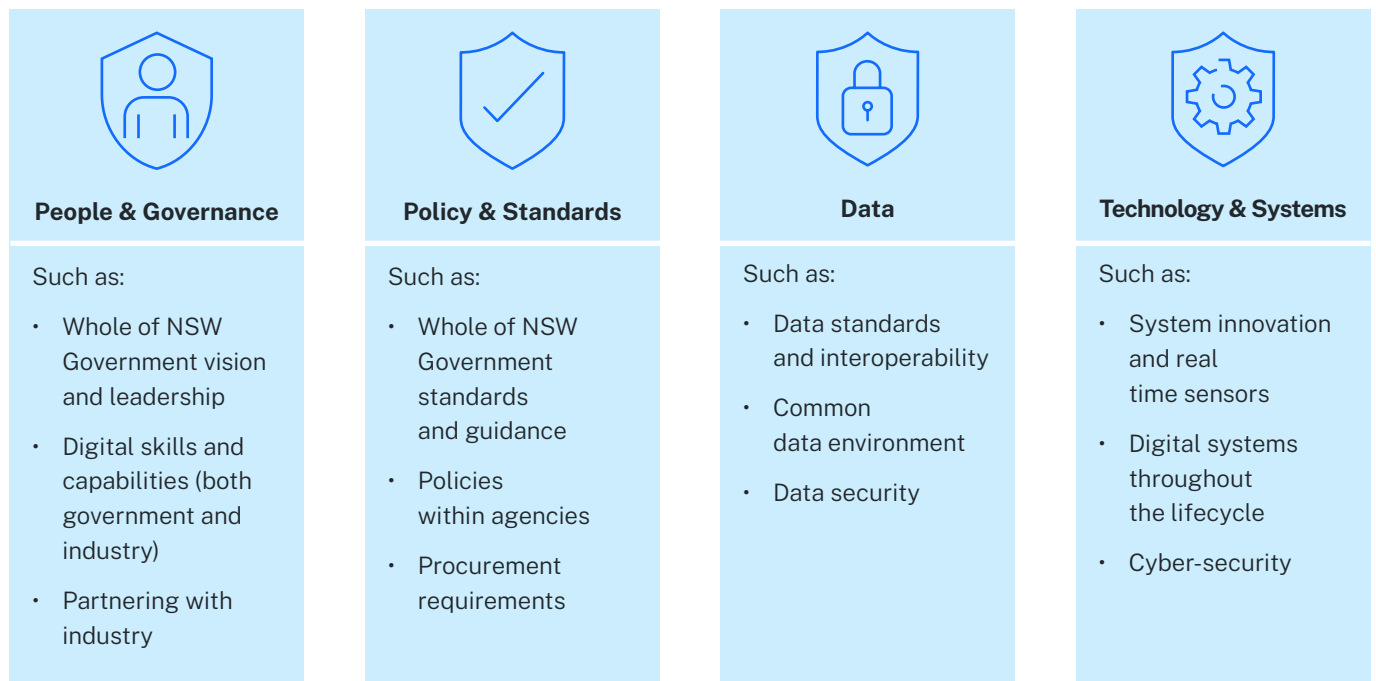 People & Governance
Such as:
• Whole of NSW
Government vision
and leadership
• Digital skills and
capabilities (both
government and
industry)
• Partnering with
industry
Policy & Standards
Such as:
• Whole of NSW
Government
standards
and guidance
• Policies
within agencies
• Procurement
requirements
Data
Such as:
• Data standards
and interoperability
• Common
data environment
• Data security
Technology & Systems
Such as:
• System innovation
and real
time sensors
• Digital systems
throughout
the lifecycle
• Cyber-security